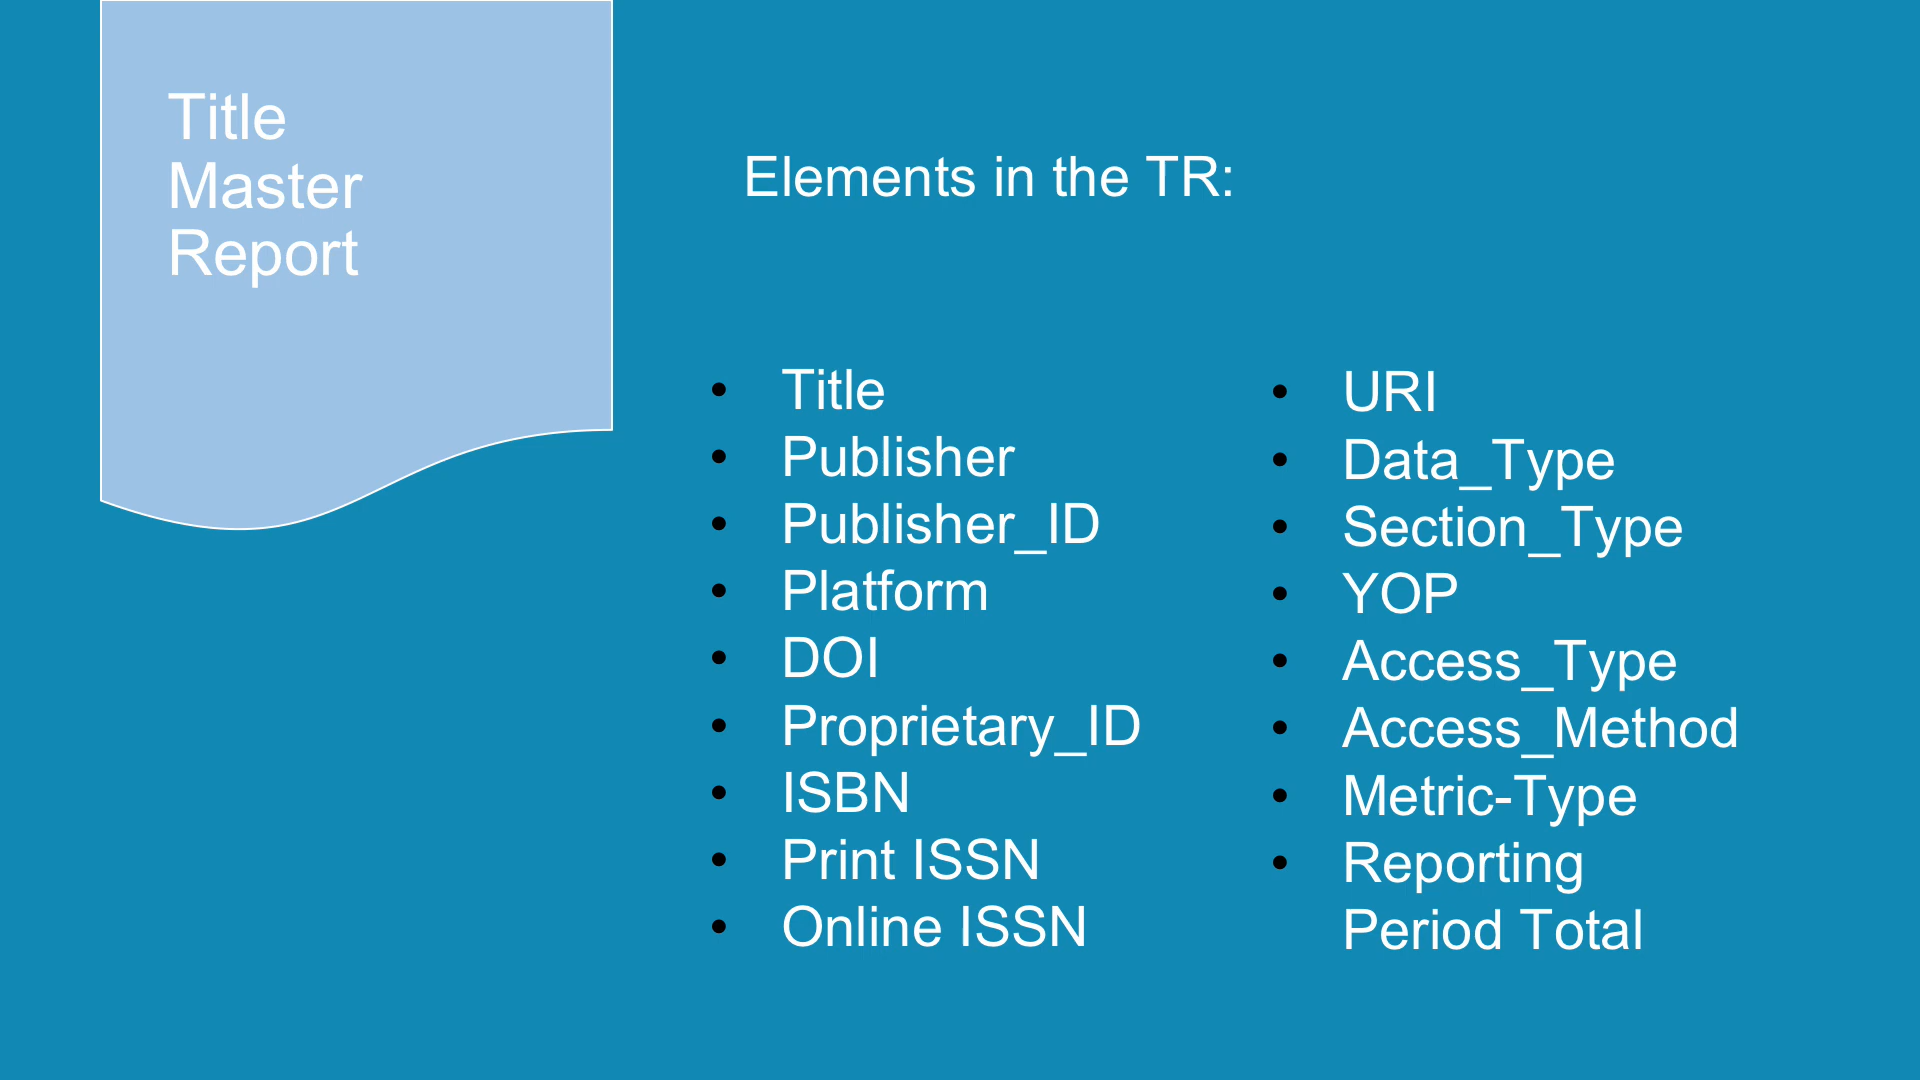 Title
Master
Report
Elements in the TR:
• Title
• Publisher
• Publisher_ID
• Platform
• DOI
• Proprietary_ID
• ISBN
• Print ISSN
• Online ISSN
• URI
• Data_Type
• Section_Type
• YOP
• Access_Type
• Access_Method
• Metric-Type
• Reporting
Period Total